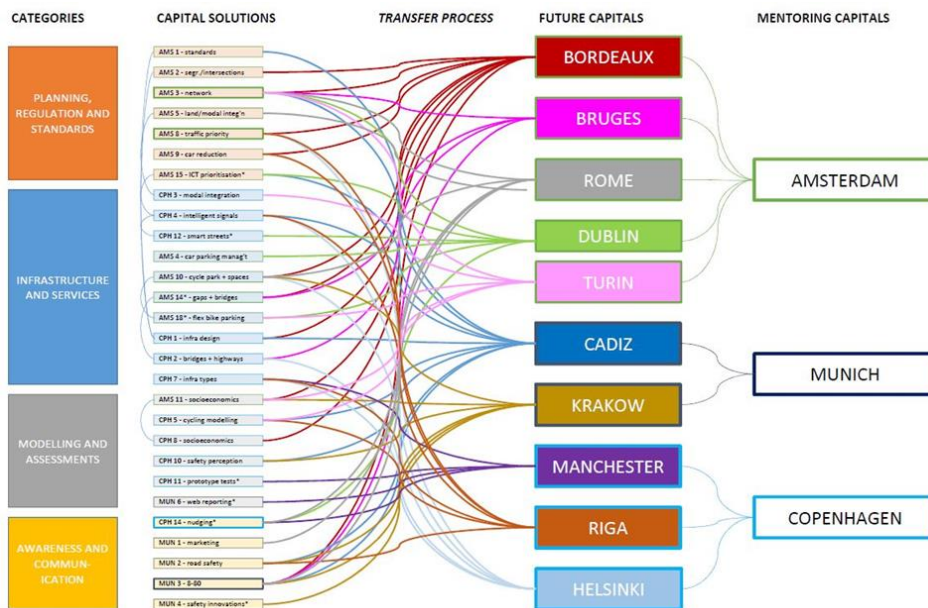 CATEGORIES
CAPITAL SOLUTIONS
TRANSFER PROCESS
FUTURE CAPITALS
MENTORING CAPITALS
PLANNING,
REGULATION AND
STANDARDS
INFRASTRUCTURE
AND SERVICES
MODELLING AND
ASSESSMENTS
AWARENESS AND
COMMUN-
ICATION
AMS 1 - standards
AMS 2 - segr./intersections
AMS 3 - network
AMS 5 - land/modal integ'n
AMS 8 - traffic priority
AMS 9 - car reduction
AMS 15 - ICT prioritisation*
CPH 3 - modal integration
CPH 4 - intelligent signals
CPH 12 - smart streets*
AMS 4 - car parking manag't
AMS 10 - cycle park + spaces
AMS 14* - gaps + bridges
AMS 18* - flex bike parking
CPH 1 - infra design
CPH 2 - bridges + highways
CPH 7 - infra types
AMS 11 - socioeconomics
CPH 5 - cycling modelling
CPH 8 - socioeconomics
CPH 10 - safety perception
CPH 11 - prototype tests*
MUN 6 - web reporting*
CPH 14 - nudging*
MUN 1 - marketing
MUN 2 - road safety
MUN 3 - 8-80
MUN 4 - safety innovations*
BORDEAUX
BRUGES
ROME
DUBLIN
TURIN
CADIZ
KRAKOW
MANCHESTER
RIGA
HELSINKI
AMSTERDAM
MUNICH
COPENHAGEN